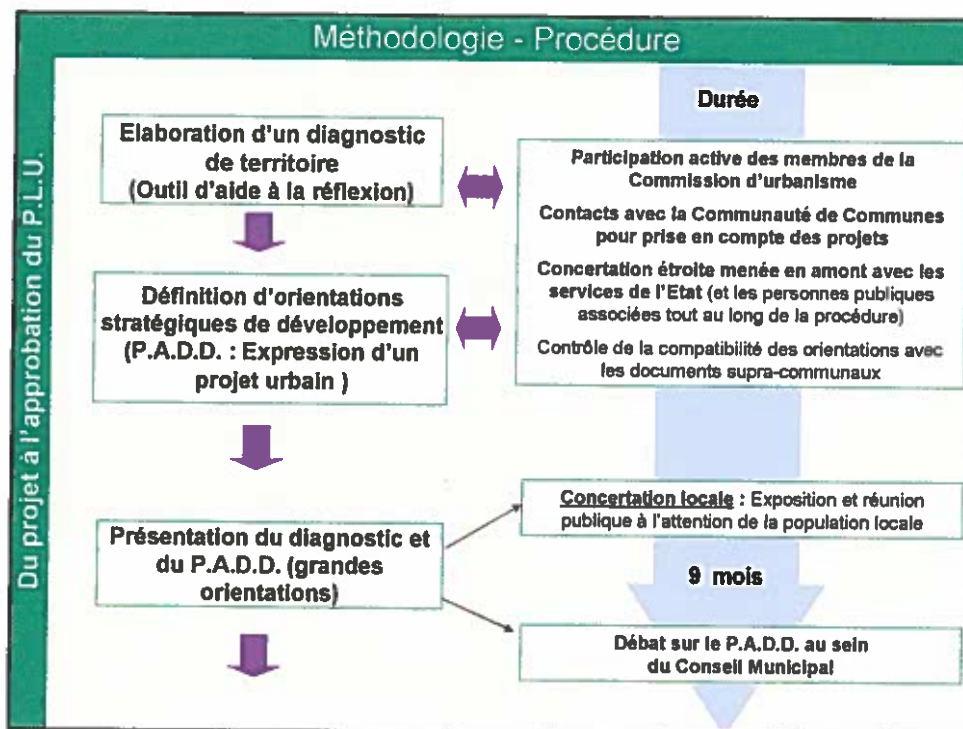 Méthodologie - Procédure
Du projet à l'approbation du P.L.U.
Durée
Elaboration d'un diagnostic
de territoire
(Outil d'aide à la réflexion)
Participation active des membres de la
Commission d'urbanisme
Contacts avec la Communauté de Communes
pour prise en compte des projets
Concertation étroite menée en amont avec les
services de l'Etat (et les personnes publiques
associées tout au long de la procédure)
Contrôle de la compatibilité des orientations avec
les documents supra-communaux
Définition d'orientations
stratégiques de développement
(P.A.D.D. : Expression d'un
projet urbain )
Présentation du diagnostic et
du P.A.D.D. (grandes
orientations)
Concertation locale : Exposition et réunion
publique à l'attention de la population locale
9 mois
Débat sur le P.A.D.D. au sein
du Conseil Municipal